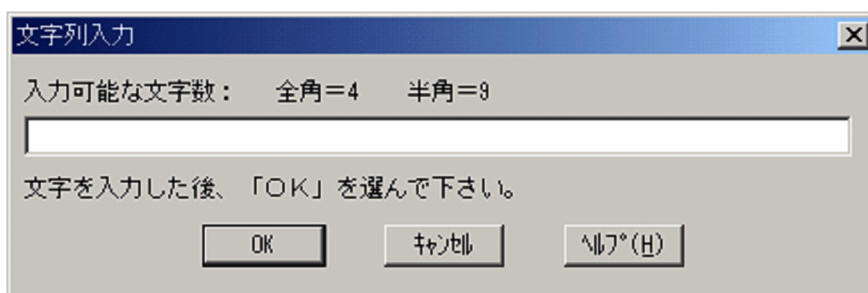 文字列入力
入力可能な文字数： 全角＝4 半角＝9
文字を入力した後、「ＯＫ」を選んで下さい。
OK ｷｬﾝｾﾙ ﾍﾙﾌﾟ(H)